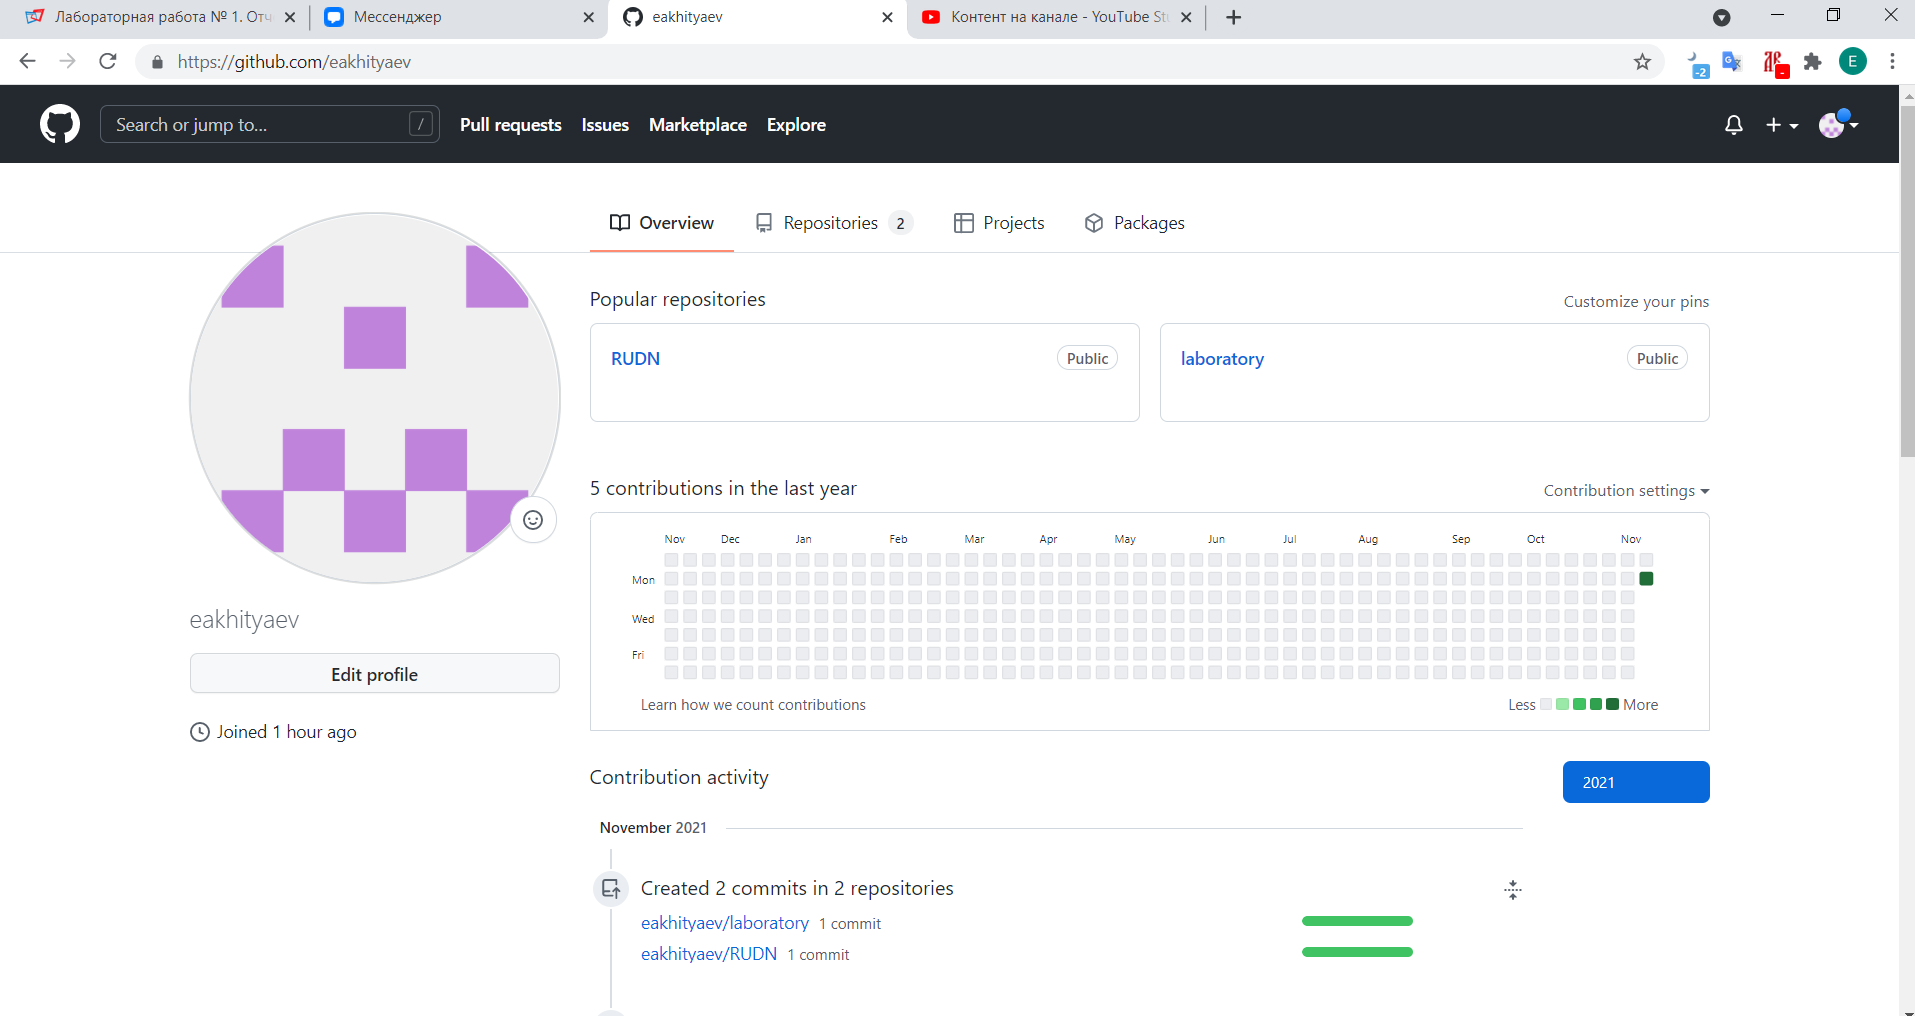 Лабораторная работа № 1. Отч
Мессенджер
eakhityaev
Контент на канале - YouTube St
https://github.com/eakhityaev
-2
E
Search or jump to...
/
Pull requests
Issues
Marketplace
Explore
Overview
Repositories 2
Projects
Packages
Popular repositories
Customize your pins
RUDN
Public
laboratory
Public
5 contributions in the last year
Contribution settings
Nov Dec Jan Feb Mar Apr May Jun Jul Aug Sep Oct Nov
Mon
Wed
Fri
Learn how we count contributions
Less
More
eakhityaev
Edit profile
Joined 1 hour ago
Contribution activity
2021
November 2021
Created 2 commits in 2 repositories
eakhityaev/laboratory 1 commit
eakhityaev/RUDN 1 commit